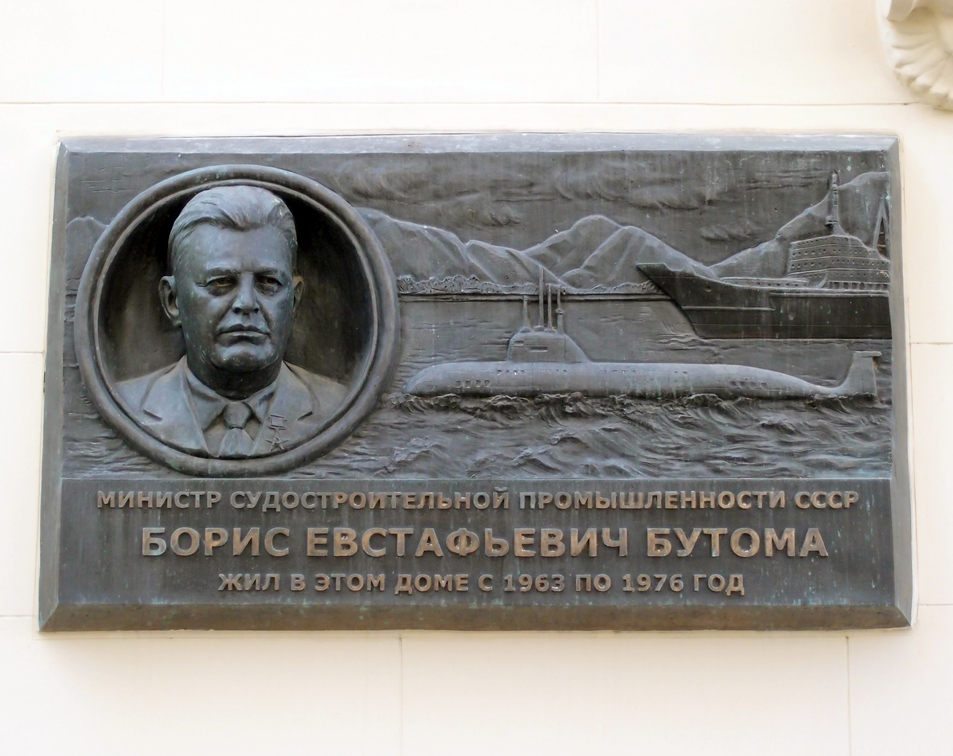 МИНИСТР СУДОСТРОИТЕЛЬНОЙ ПРОМЫШЛЕННОСТИ СССР
БОРИС ЕВСТАФЬЕВИЧ БУТОМА
ЖИЛ В ЭТОМ ДОМЕ С 1963 ПО 1976 ГОД